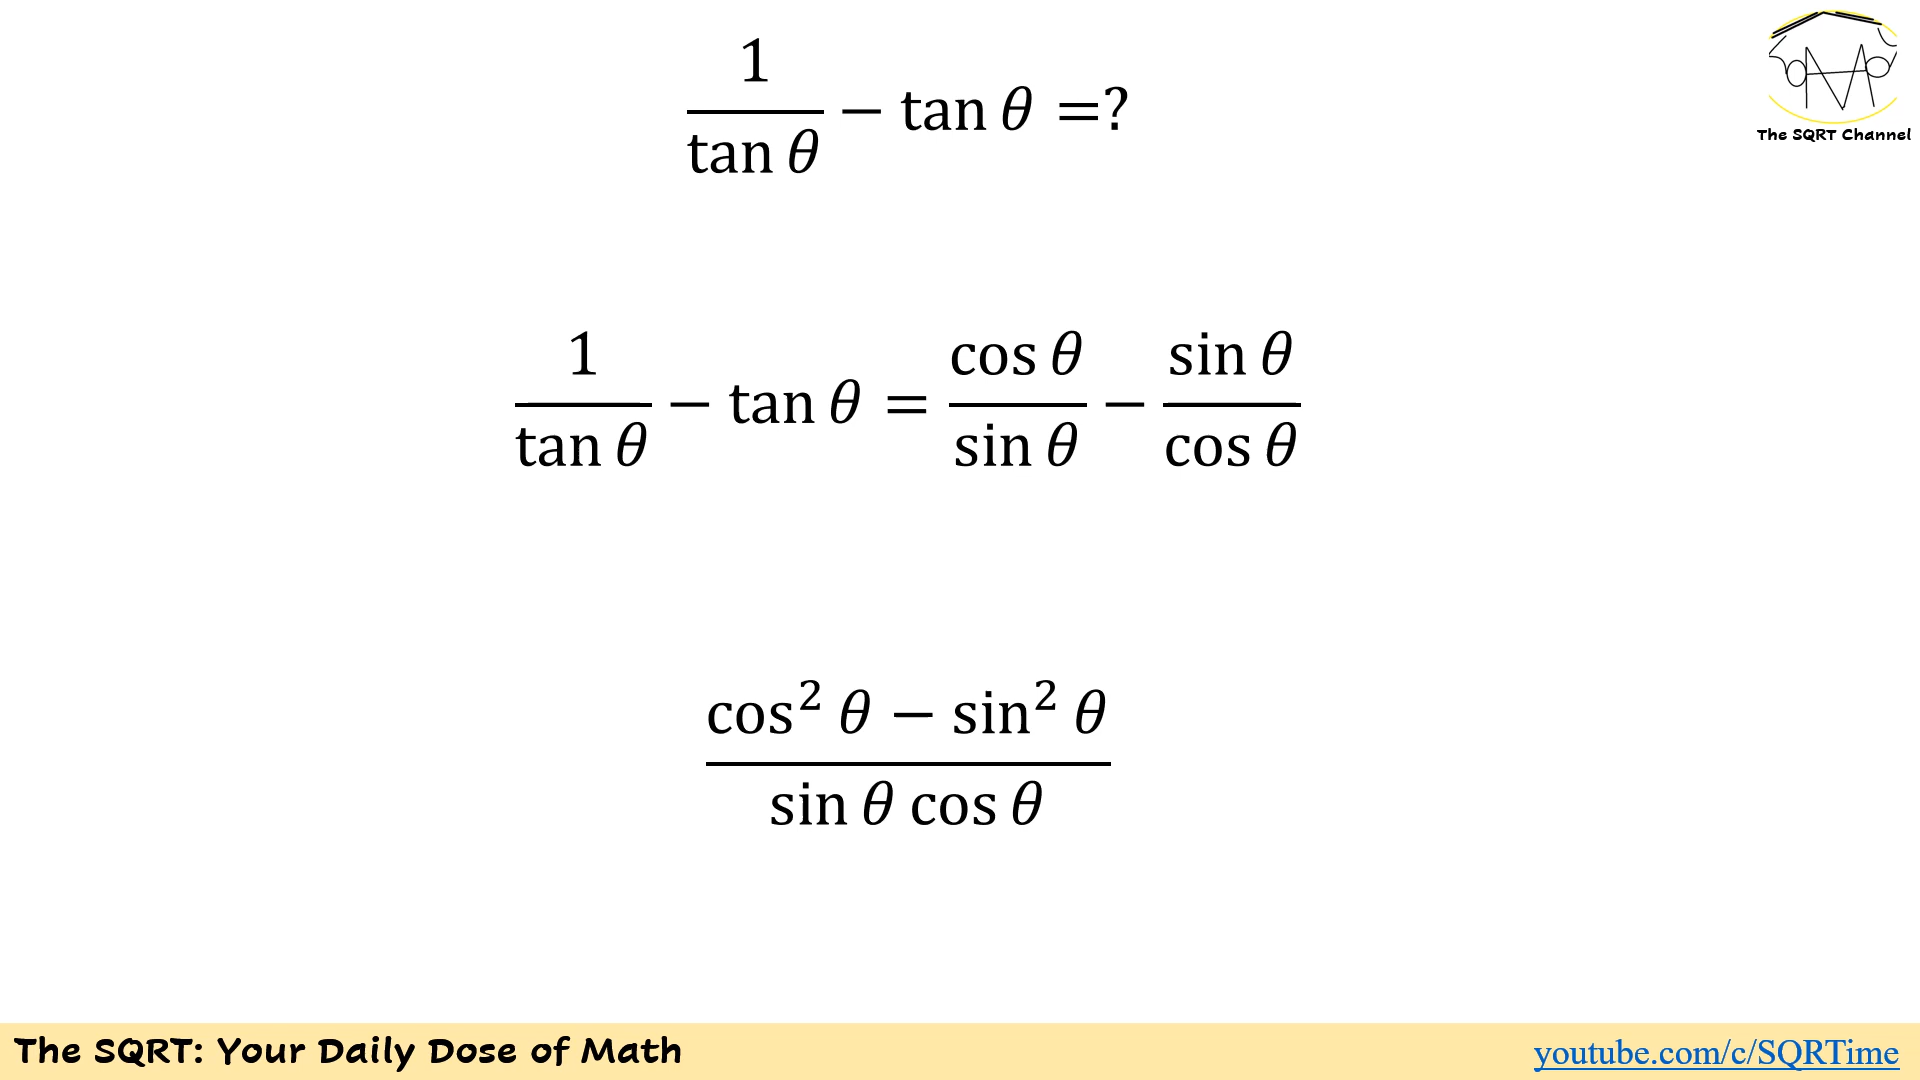 1/tan θ − tan θ =?
The SQRT Channel
1/tan θ − tan θ = cos θ/sin θ − sin θ/cos θ
cos² θ − sin² θ/sin θ cos θ
The SQRT: Your Daily Dose of Math
youtube.com/c/SQRTime